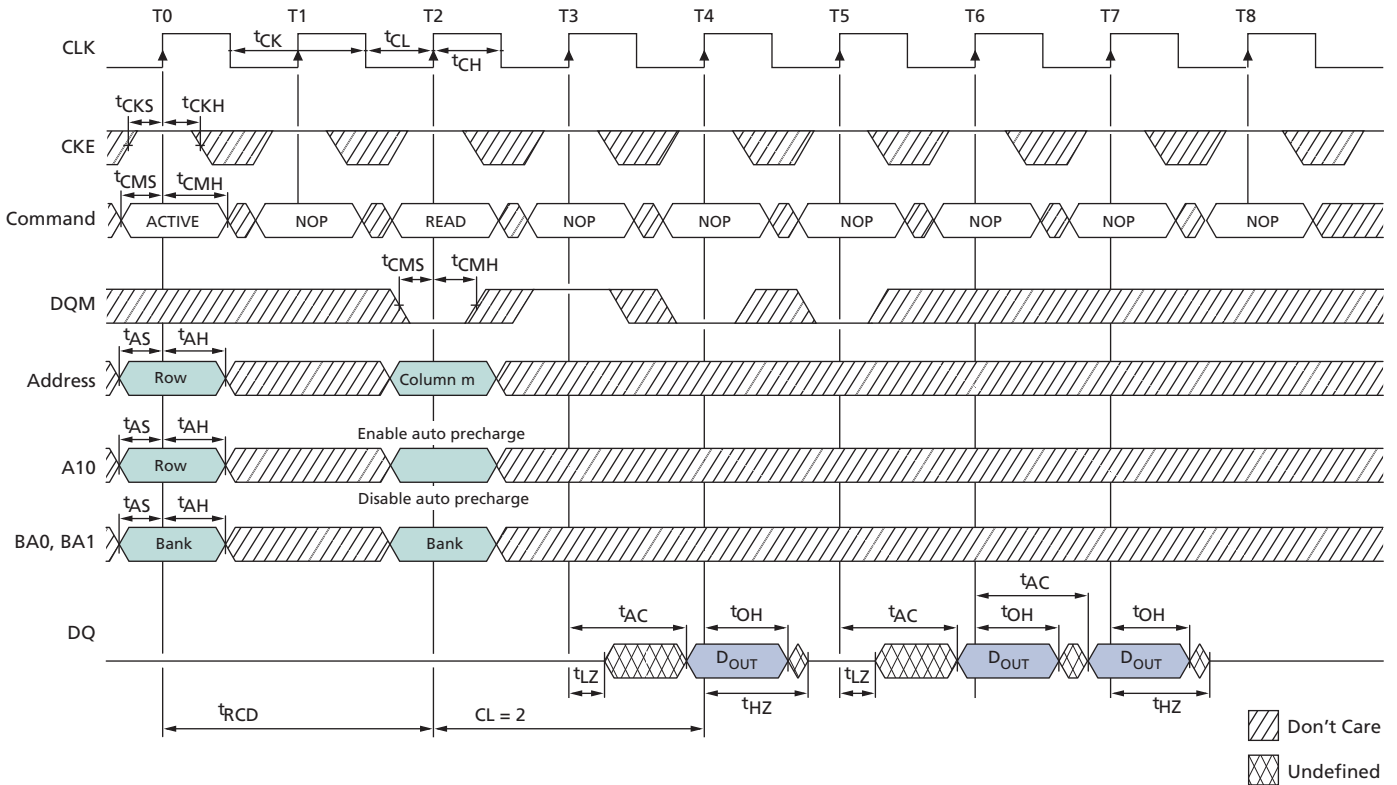 T0 T1 T2 T3 T4 T5 T6 T7 T8
CLK
tCK tCL
tCH
tCKS tCKH
CKE
tCMS tCMH
Command ACTIVE NOP READ NOP NOP NOP NOP NOP NOP
tCMS tCMH
DQM
tAS tAH
Address Row Column m
tAS tAH Enable auto precharge
A10 Row
tAS tAH Disable auto precharge
BA0, BA1 Bank Bank
tAC
tAC tOH tAC tOH tOH
DQ
DOUT DOUT DOUT
tLZ tLZ
tHZ tHZ
tRCD CL = 2
Don't Care
Undefined